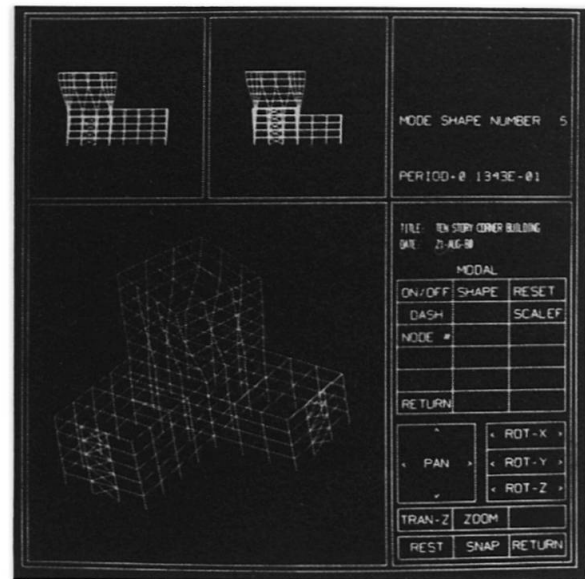 MODE SHAPE NUMBER 5
PERIOD=0 1343E-01
TITLE: TEN STORY CORNER BUILDING
DATE: 21-AUG-80
MODAL
ON/OFF SHAPE RESET
DASH SCALEF
NODE #
RETURN
^
< PAN >
< ROT-X >
< ROT-Y >
< ROT-Z >
TRAN-Z ZOOM
REST SNAP RETURN